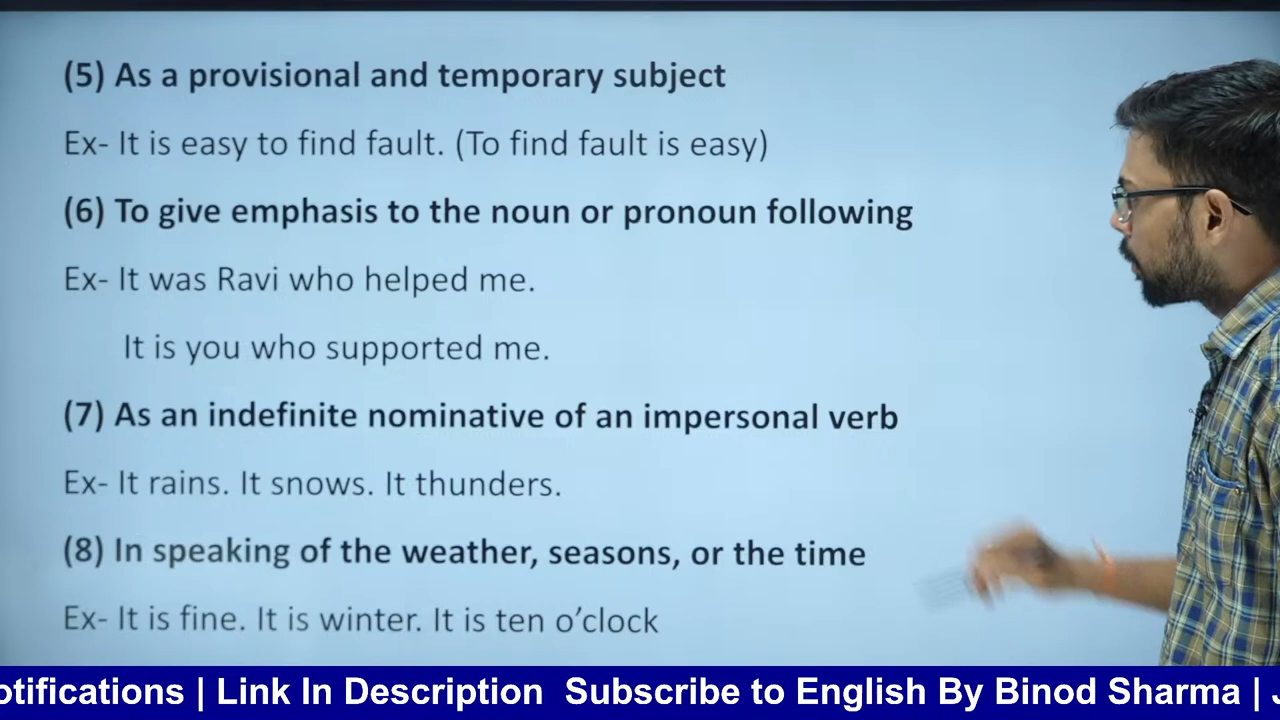 (5) As a provisional and temporary subject
Ex- It is easy to find fault. (To find fault is easy)
(6) To give emphasis to the noun or pronoun following
Ex- It was Ravi who helped me.
It is you who supported me.
(7) As an indefinite nominative of an impersonal verb
Ex- It rains. It snows. It thunders.
(8) In speaking of the weather, seasons, or the time
Ex- It is fine. It is winter. It is ten o’clock
otifications | Link In Description Subscribe to English By Binod Sharma |